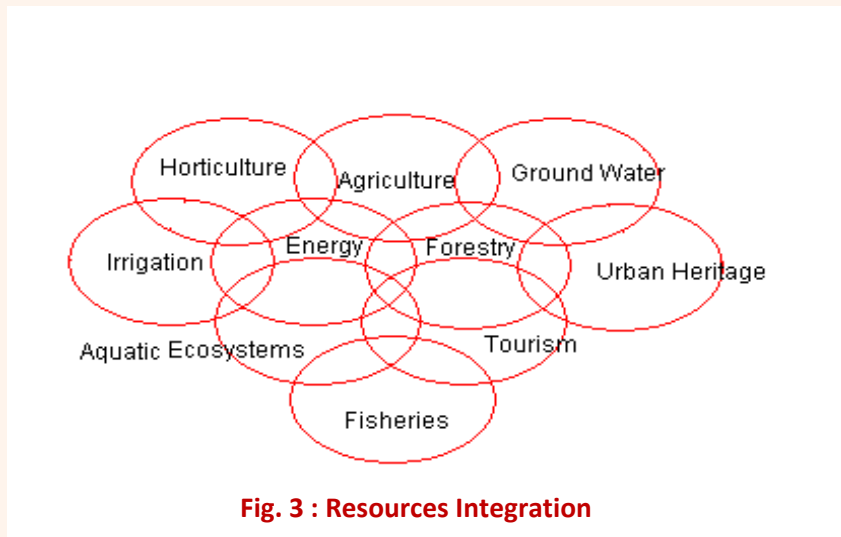 Horticulture
Agriculture
Ground Water
Irrigation
Energy
Forestry
Urban Heritage
Aquatic Ecosystems
Tourism
Fisheries
Fig. 3 : Resources Integration